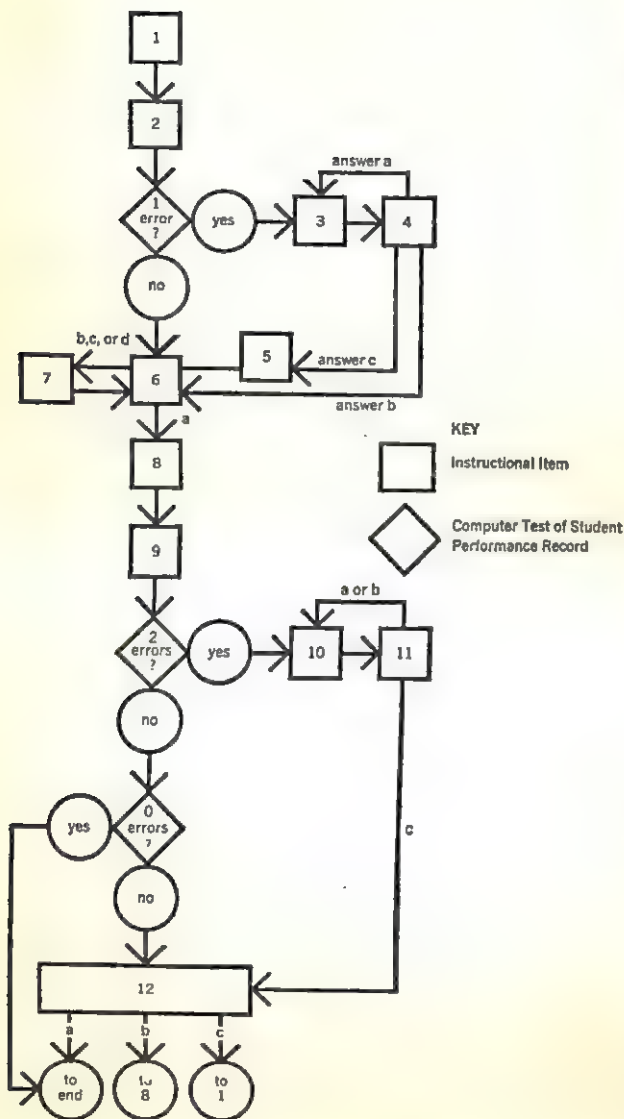 1
2
1
error
?
yes
answer a
3
4
no
b,c, or d
5
answer c
7
6
answer b
a
KEY
Instructional Item
8
Computer Test of Student
Performance Record
9
a or b
2
errors
?
yes
10
11
no
0
errors
?
yes
c
no
12
a
b
c
to
end
to
8
to
1